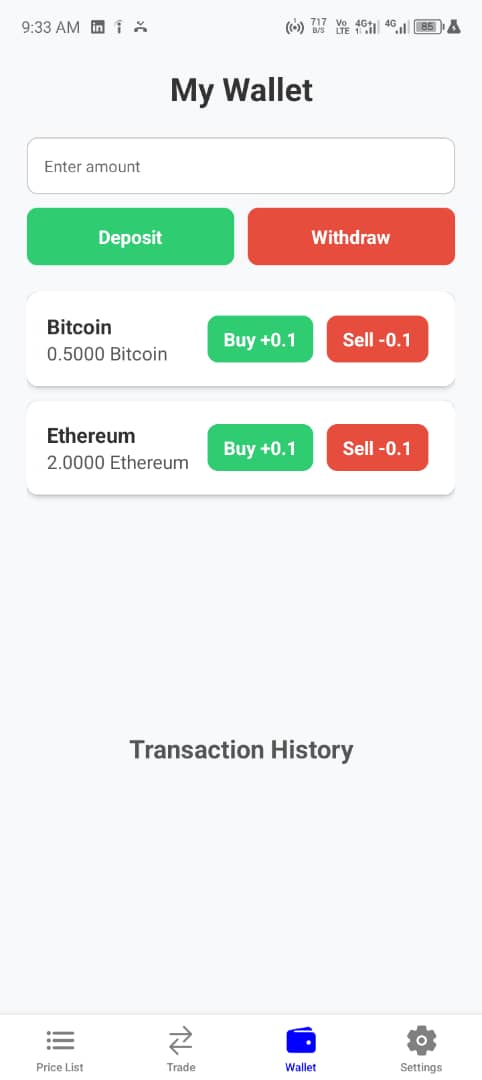 9:33 AM 717 B/S Vo LTE 4G+ 4G 85
My Wallet
Enter amount
Deposit Withdraw
Bitcoin
0.5000 Bitcoin
Buy +0.1 Sell -0.1
Ethereum
2.0000 Ethereum
Buy +0.1 Sell -0.1
Transaction History
Price List Trade Wallet Settings